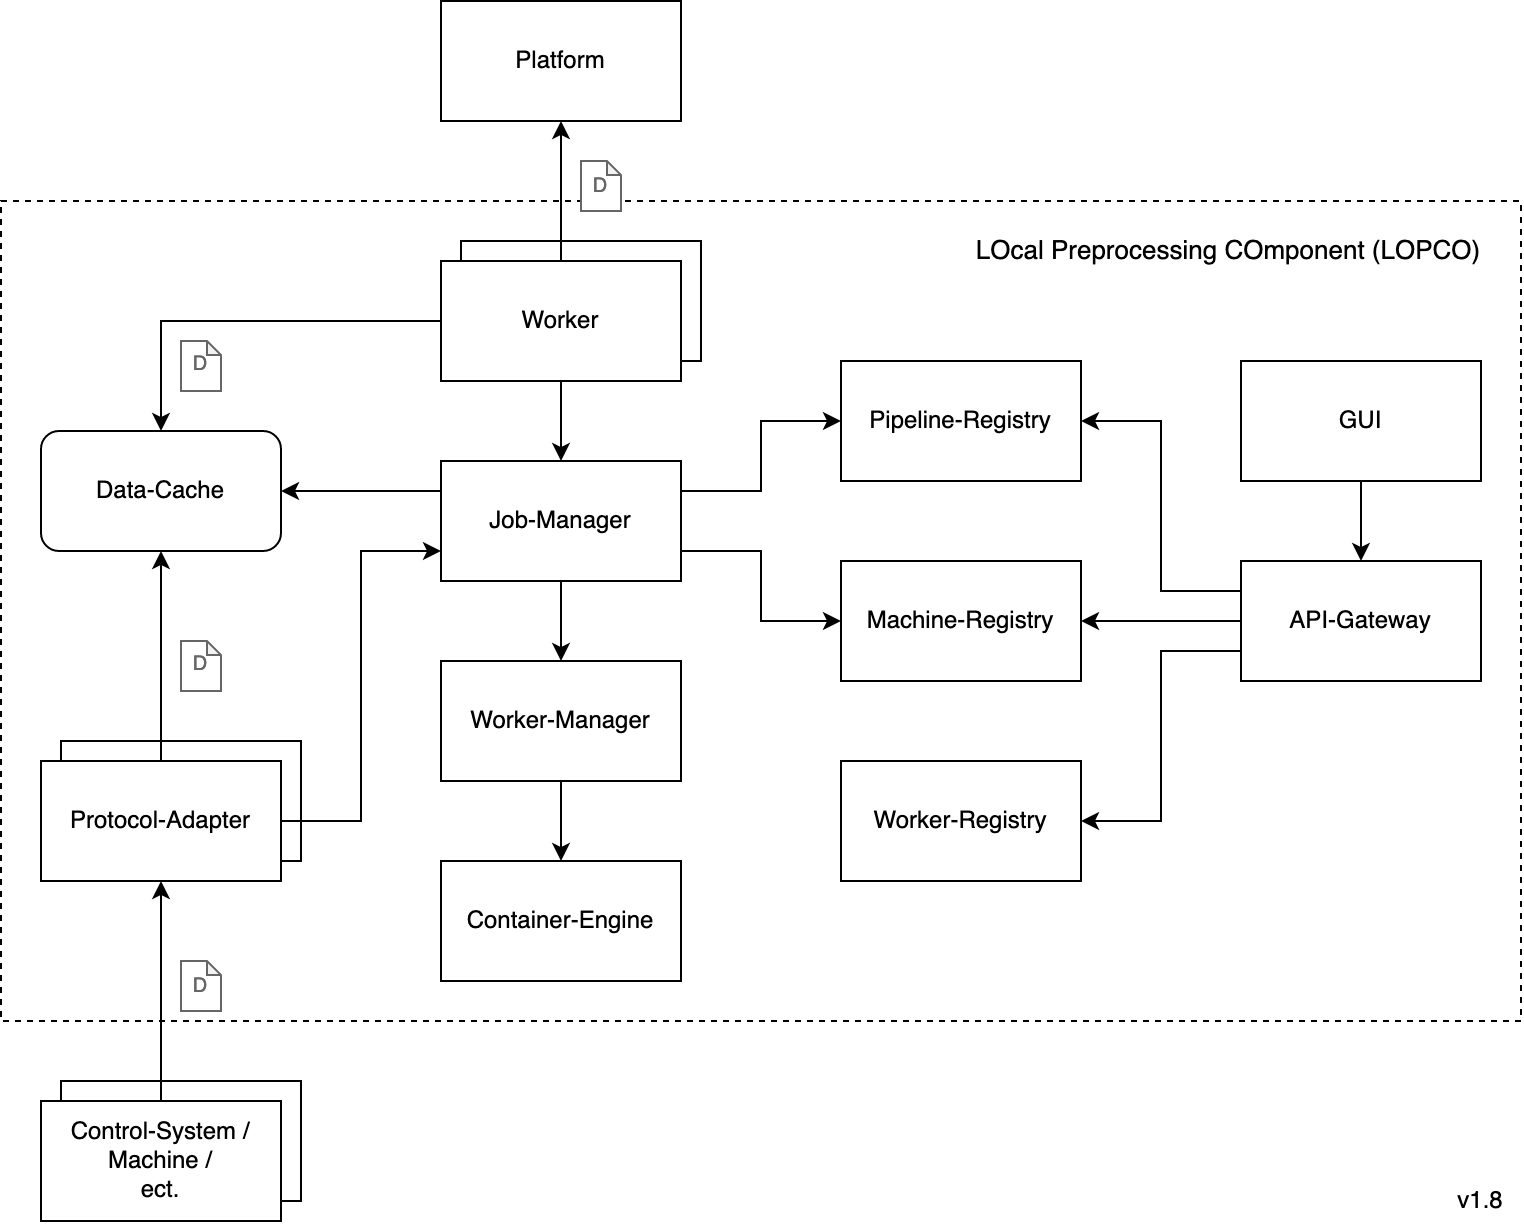 Platform
D
LOcal Preprocessing COmponent (LOPCO)
Worker
D
Pipeline-Registry
GUI
Data-Cache
Job-Manager
Machine-Registry
API-Gateway
D
Worker-Manager
Protocol-Adapter
Worker-Registry
Container-Engine
D
Control-System /
Machine /
ect.
v1.8